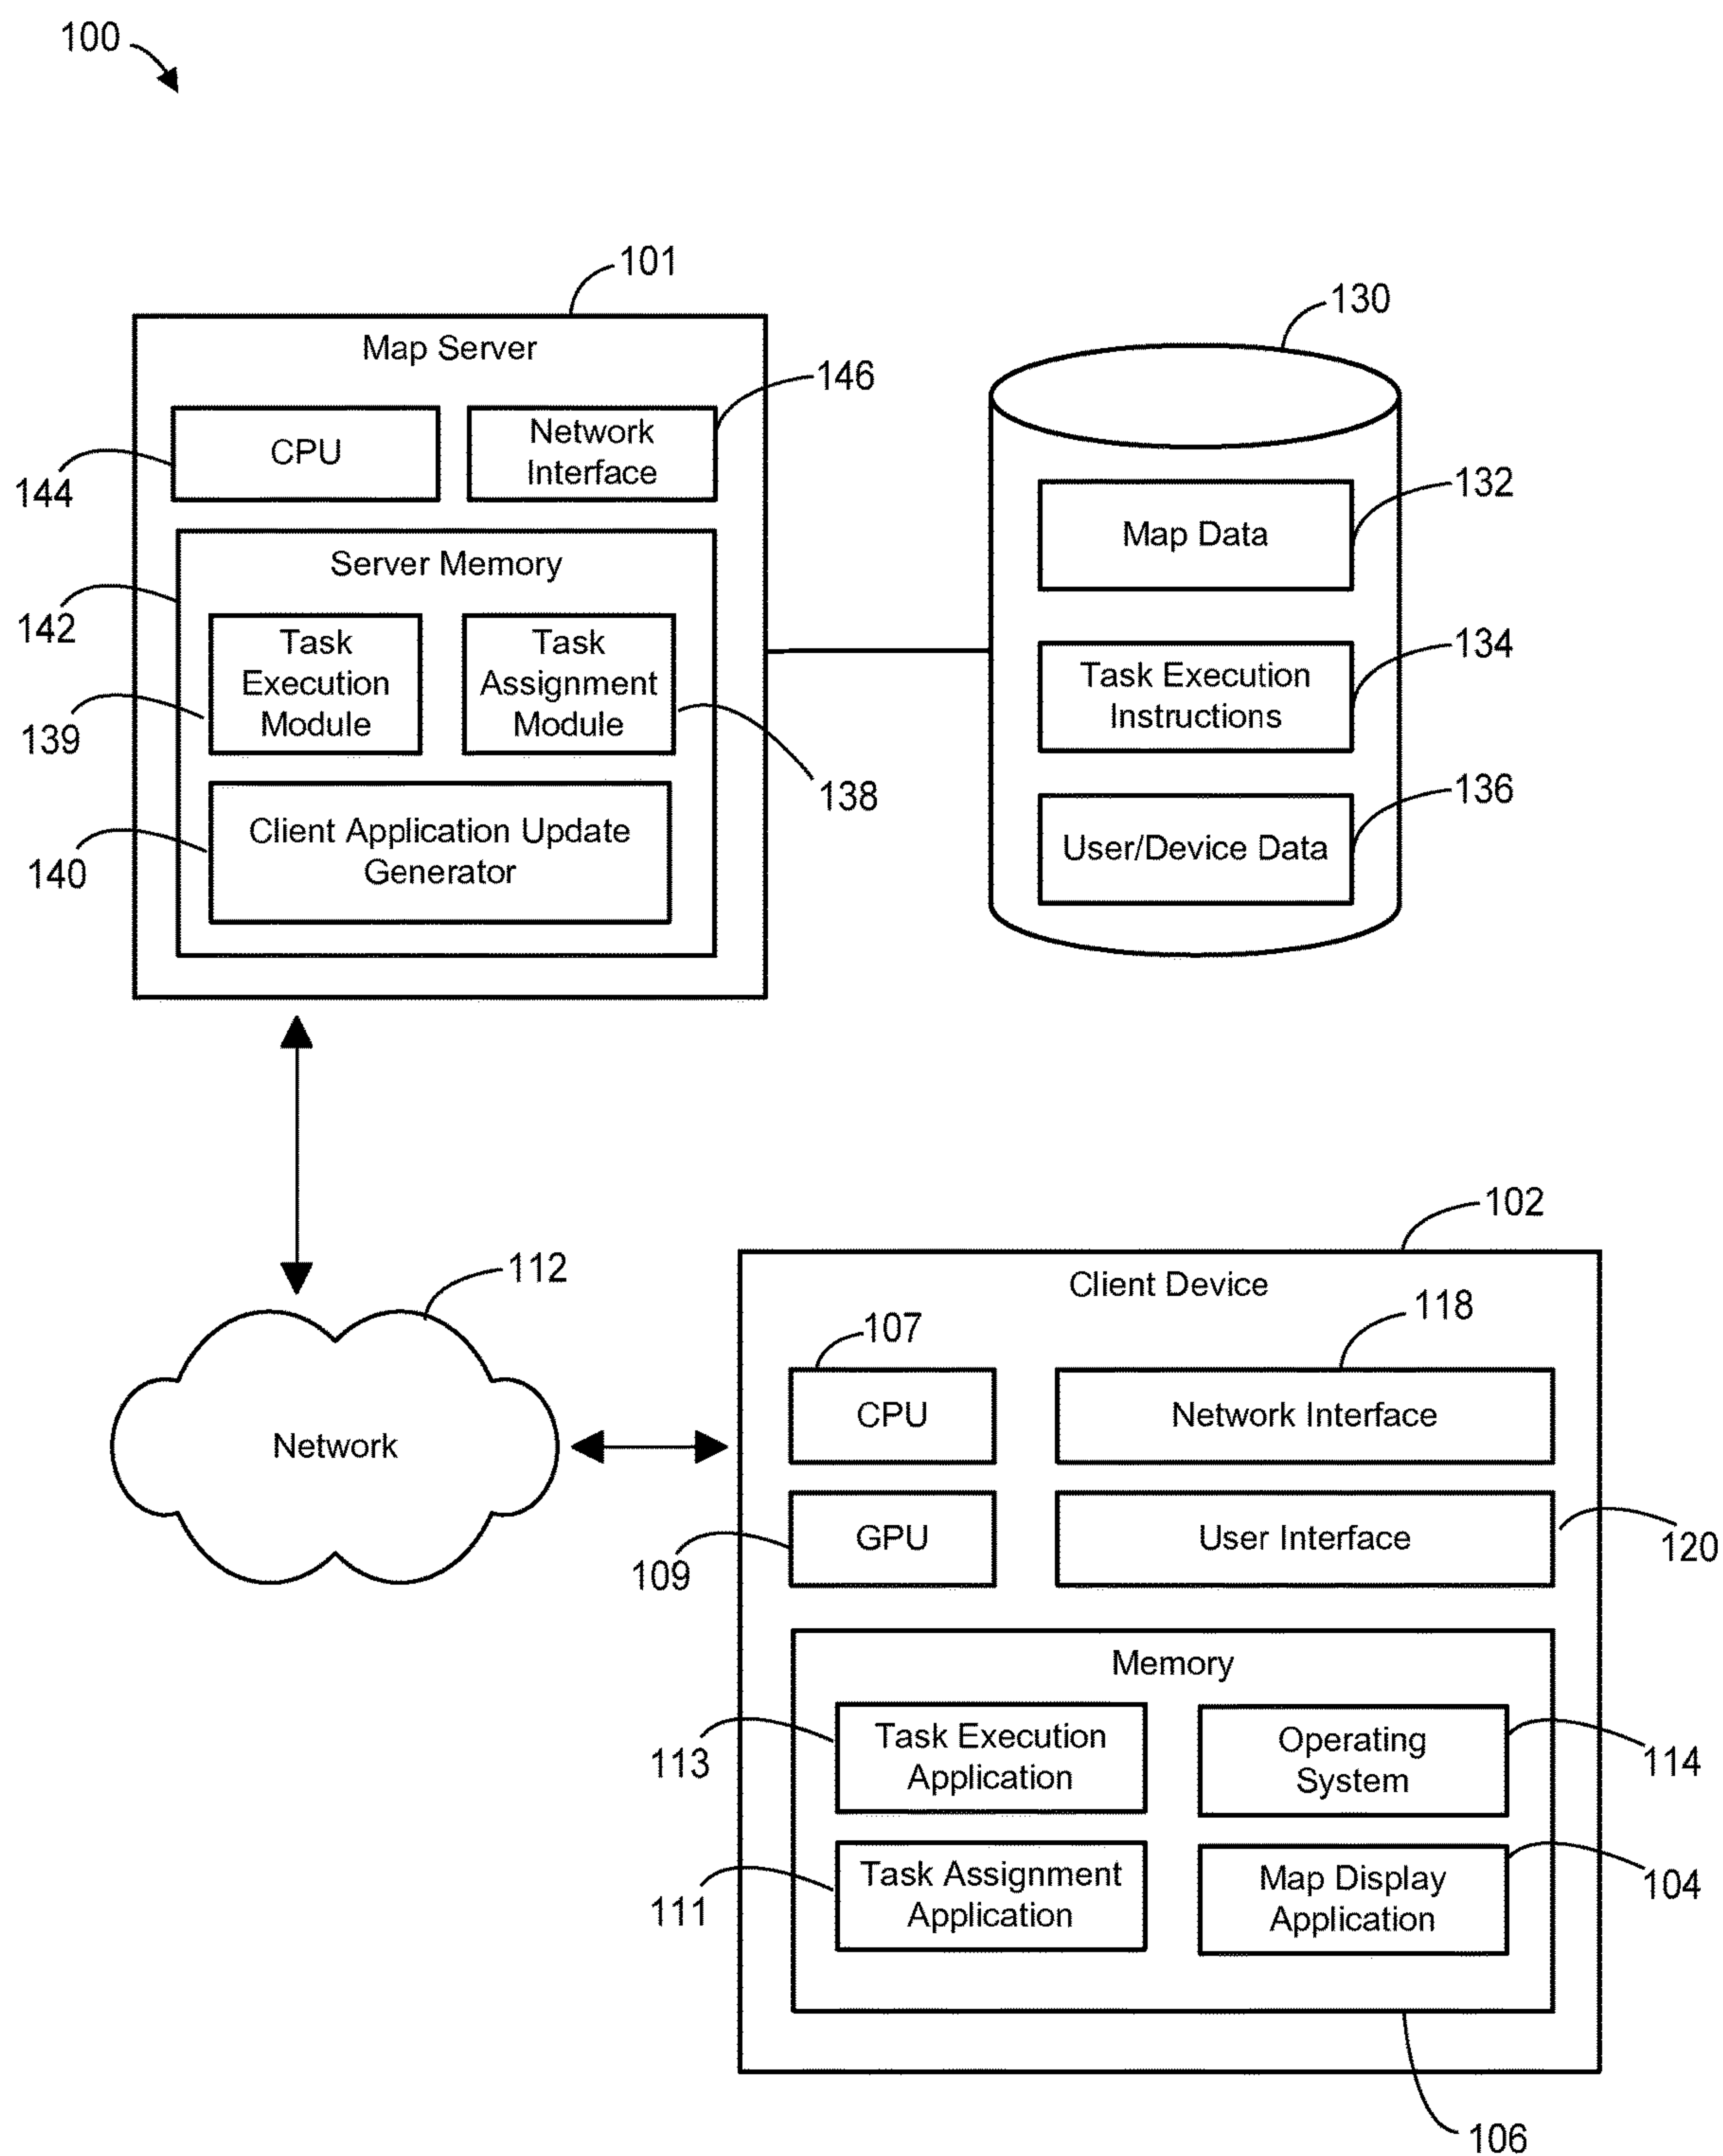 100
101
Map Server
130
146
CPU
Network
Interface
144
132
Map Data
Server Memory
142
Task
Execution
Module
Task
Assignment
Module
134
Task Execution
Instructions
139
138
136
User/Device Data
Client Application Update
Generator
140
102
Client Device
112
107
118
CPU
Network Interface
Network
GPU
User Interface
109
120
Memory
Task Execution
Application
Operating
System
113
114
Task Assignment
Application
Map Display
Application
111
104
106